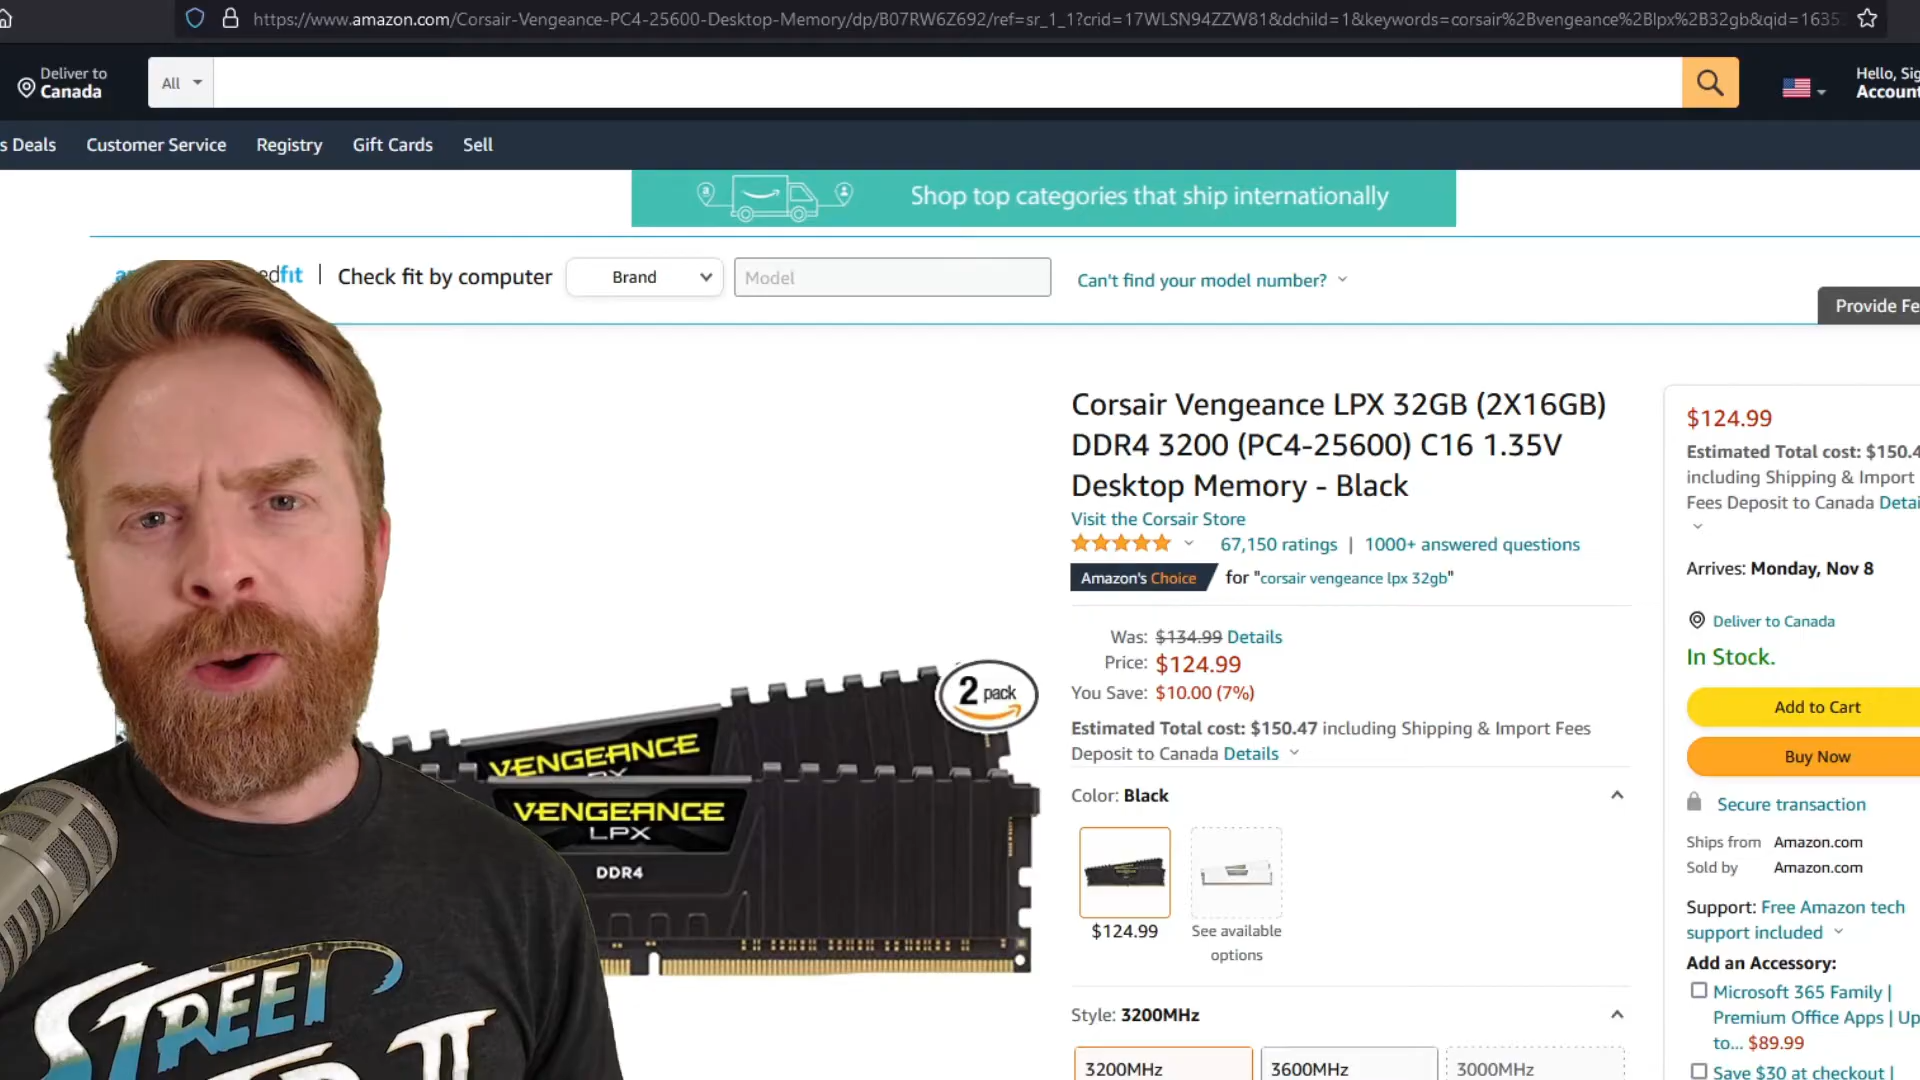 https://www.amazon.com/Corsair-Vengeance-PC4-25600-Desktop-Memory/dp/B07RW6Z692/ref=sr_1_1?crid=17WLSN94ZZW81&dchild=1&keywords=corsair%2Bvengeance%2Blpx%2B32gb&qid=1635
Deliver to
Canada
All
Hello, Sig
Account
s Deals
Customer Service
Registry
Gift Cards
Sell
Shop top categories that ship internationally
edfit
Check fit by computer
Brand
Model
Can't find your model number?
Provide Fe
Corsair Vengeance LPX 32GB (2X16GB)
DDR4 3200 (PC4-25600) C16 1.35V
Desktop Memory - Black
Visit the Corsair Store
67,150 ratings | 1000+ answered questions
Amazon's Choice for "corsair vengeance lpx 32gb"
Was: $134.99 Details
Price: $124.99
You Save: $10.00 (7%)
Estimated Total cost: $150.47 including Shipping & Import Fees
Deposit to Canada Details
Color: Black
$124.99
See available
options
Style: 3200MHz
3200MHz
3600MHz
3000MHz
$124.99
Estimated Total cost: $150.4
including Shipping & Import
Fees Deposit to Canada Detai
Arrives: Monday, Nov 8
Deliver to Canada
In Stock.
Add to Cart
Buy Now
Secure transaction
Ships from Amazon.com
Sold by Amazon.com
Support: Free Amazon tech
support included
Add an Accessory:
Microsoft 365 Family |
Premium Office Apps | Up
to... $89.99
Save $30 at checkout |
2 pack
VENGEANCE
VENGEANCE
LPX
DDR4
STREET